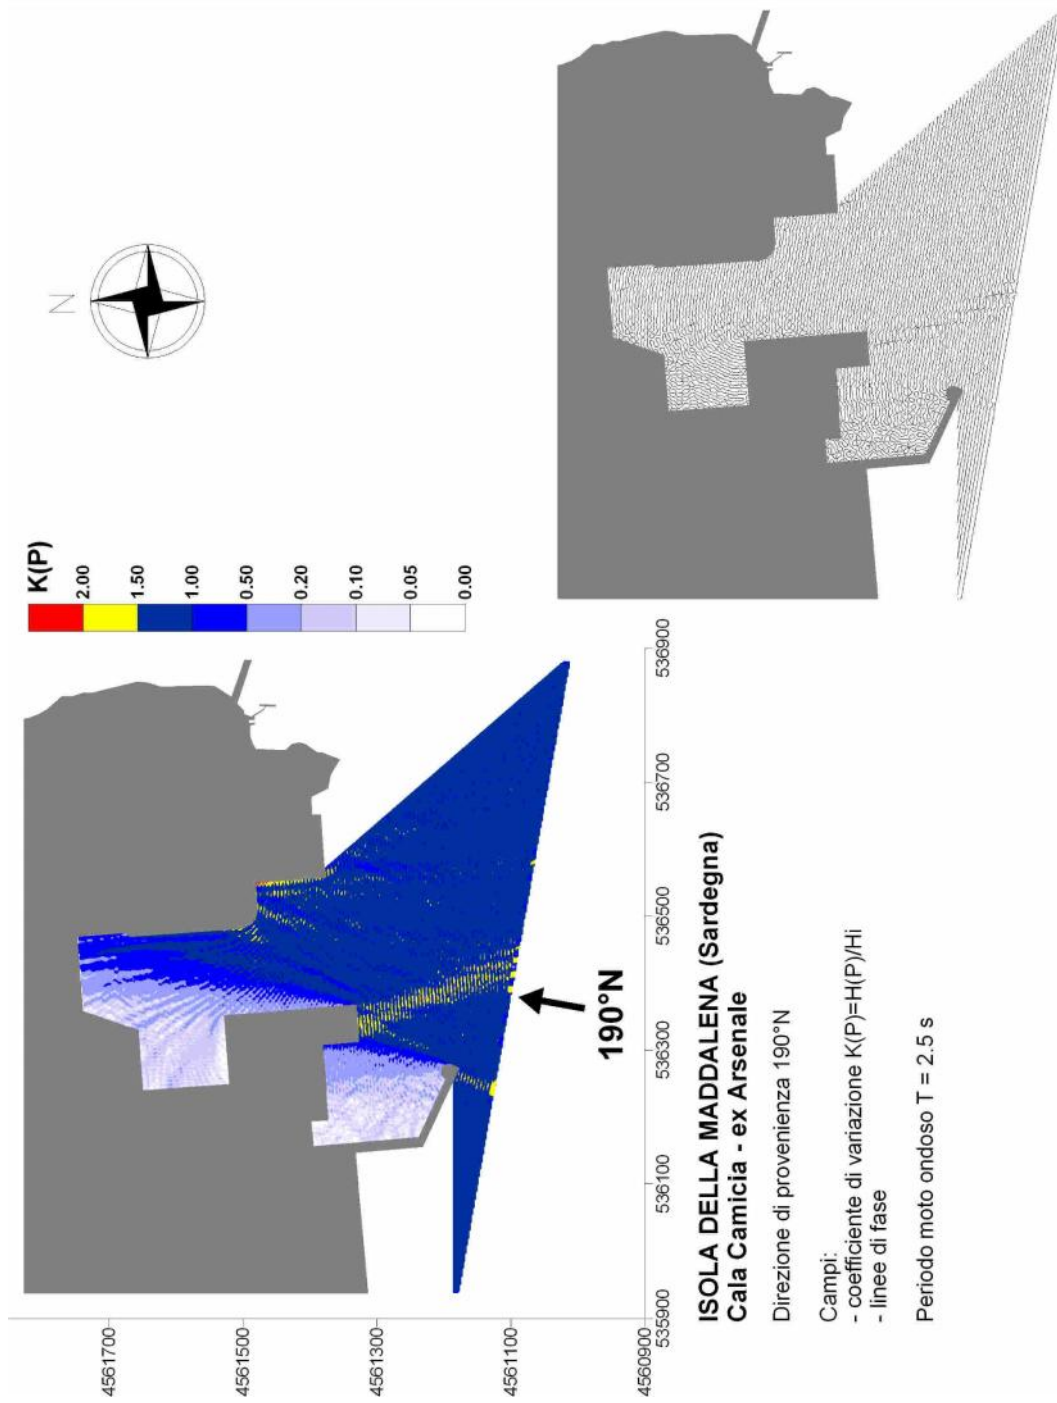 N
K(P)
2.00
1.50
1.00
0.50
0.20
0.10
0.05
0.00
4561700
4561500
4561300
4561100
4560900
535900
536100
536300
536500
536700
536900
190°N
ISOLA DELLA MADDALENA (Sardegna)
Cala Camicia - ex Arsenale
Direzione di provenienza 190°N
Campi:
- coefficiente di variazione K(P)=H(P)/Hi
- linee di fase
Periodo moto ondoso T = 2.5 s